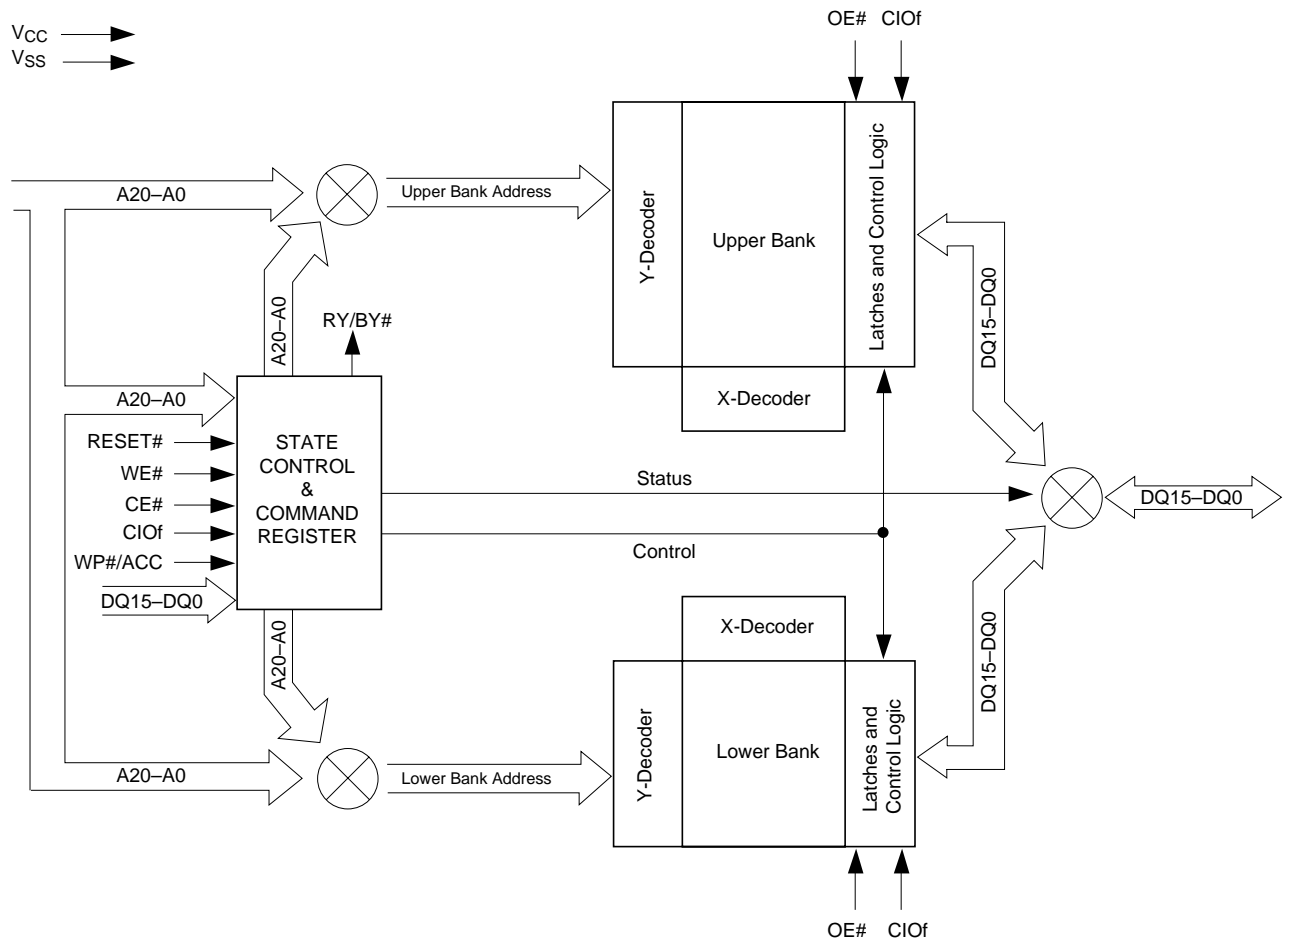 OE# CIOf
VCC
VSS
A20–A0
Upper Bank Address
Y-Decoder
Upper Bank
Latches and Control Logic
DQ15–DQ0
A20–A0
RY/BY#
X-Decoder
A20–A0
RESET#
WE#
CE#
CIOf
WP#/ACC
DQ15–DQ0
STATE
CONTROL
&
COMMAND
REGISTER
Status
Control
DQ15–DQ0
A20–A0
X-Decoder
DQ15–DQ0
A20–A0
Lower Bank Address
Y-Decoder
Lower Bank
Latches and
Control Logic
OE# CIOf